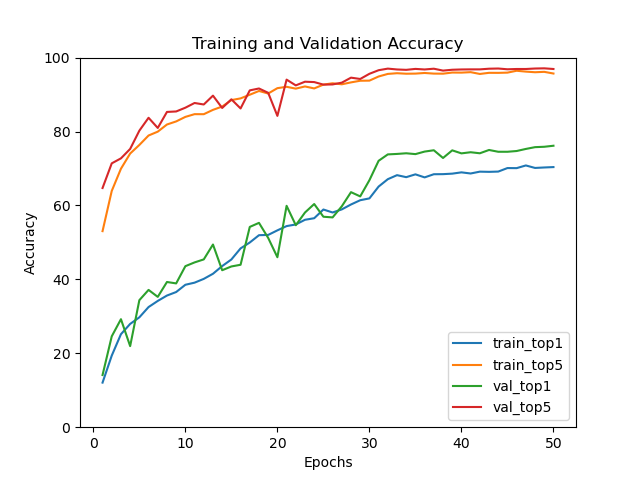 Training and Validation Accuracy
100
80
60
40
20
0
Accuracy
0
10
20
30
40
50
Epochs
train_top1
train_top5
val_top1
val_top5